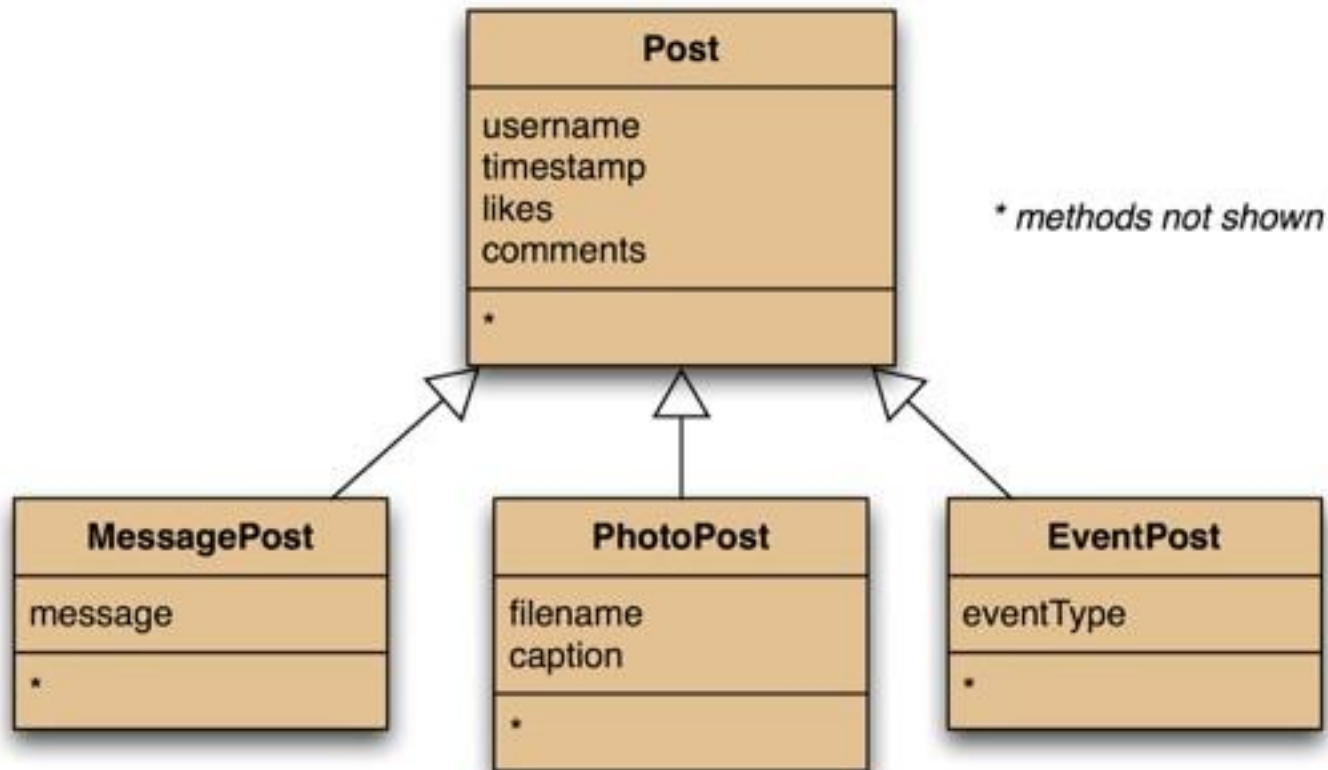 Post
username
timestamp
likes
comments
*
* methods not shown
MessagePost
message
*
PhotoPost
filename
caption
*
EventPost
eventType
*